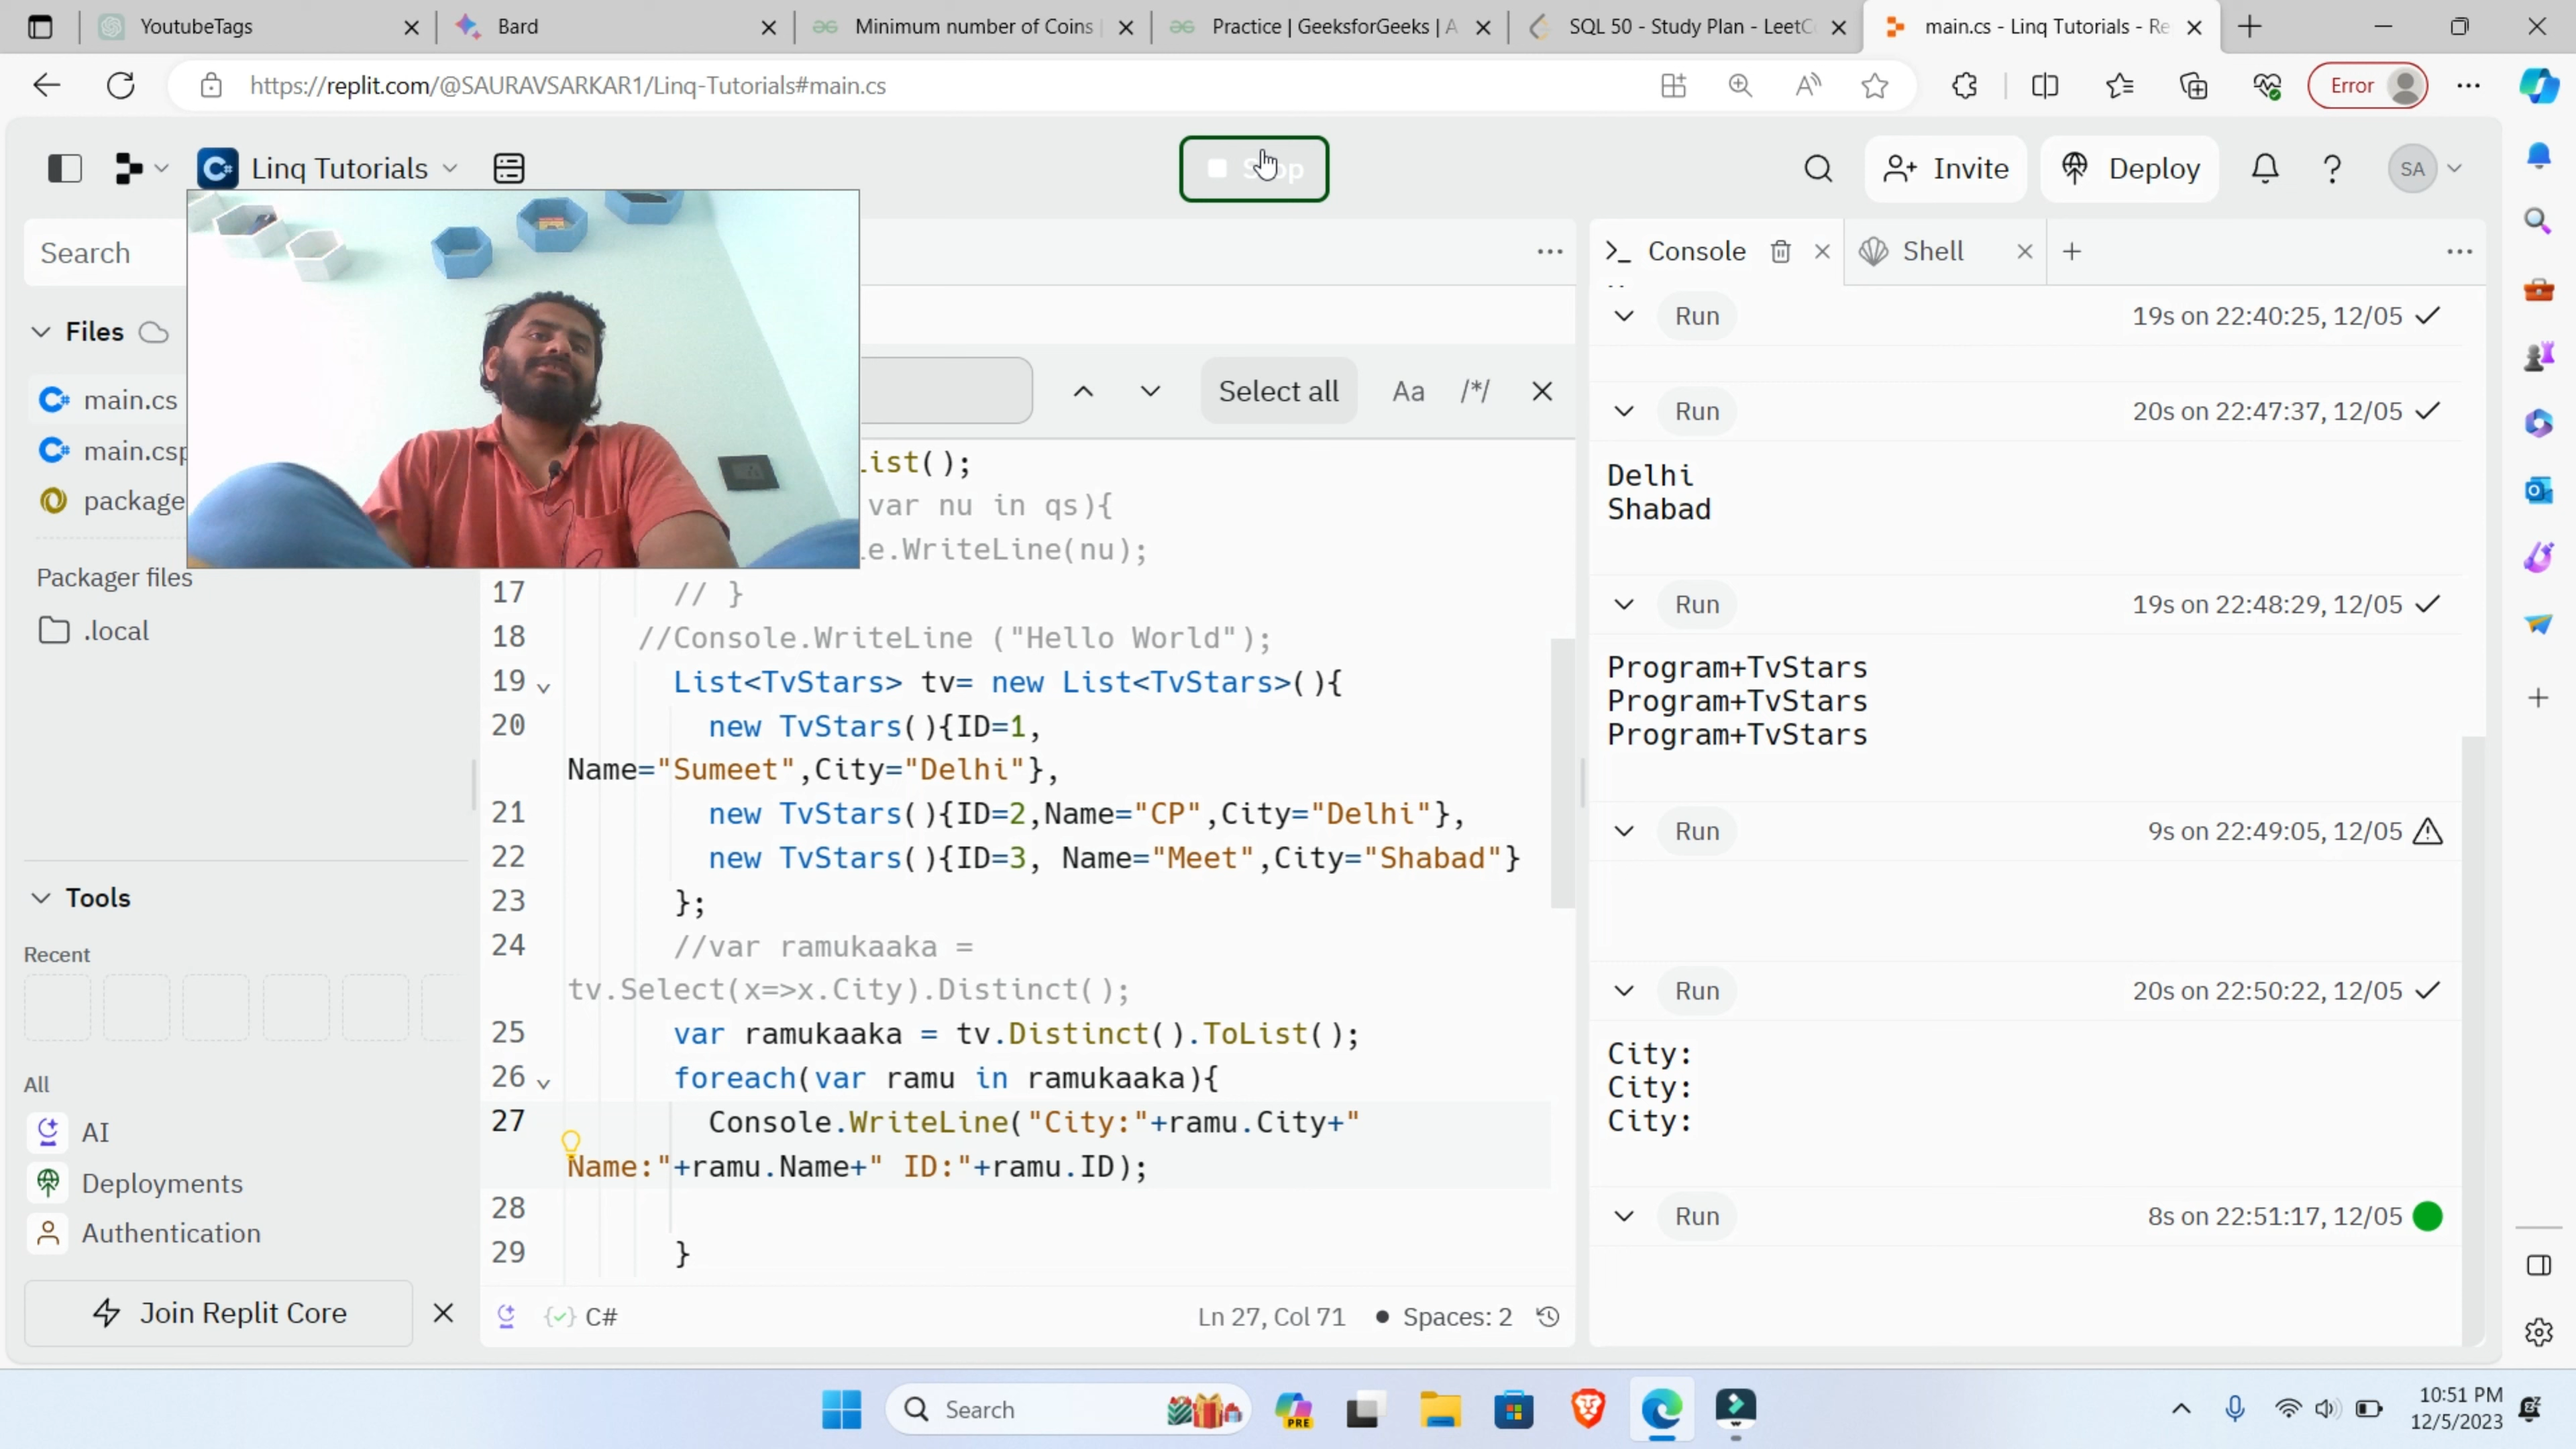 YoutubeTags
Bard
Minimum number of Coins
Practice | GeeksforGeeks | A
SQL 50 - Study Plan - LeetC
main.cs - Linq Tutorials - Re
https://replit.com/@SAURAVSARKAR1/Linq-Tutorials#main.cs
Error
Linq Tutorials
Stop
Invite
Deploy
SA
Search
Files
main.cs
main.csp
package
Packager files
.local
Tools
Recent
All
AI
Deployments
Authentication
Join Replit Core
Select all
Aa
/*/
List();
var nu in qs){
e.WriteLine(nu);
17 // }
18 //Console.WriteLine ("Hello World");
19 List<TvStars> tv= new List<TvStars>(){
20 new TvStars(){ID=1,
Name="Sumeet",City="Delhi"},
21 new TvStars(){ID=2,Name="CP",City="Delhi"},
22 new TvStars(){ID=3, Name="Meet",City="Shabad"}
23 };
24 //var ramukaaka =
tv.Select(x=>x.City).Distinct();
25 var ramukaaka = tv.Distinct().ToList();
26 foreach(var ramu in ramukaaka){
27 Console.WriteLine("City:"+ramu.City+"
Name:"+ramu.Name+" ID:"+ramu.ID);
28
29 }
C#
Ln 27, Col 71
Spaces: 2
Console
Shell
Run 19s on 22:40:25, 12/05
Run 20s on 22:47:37, 12/05
Delhi
Shabad
Run 19s on 22:48:29, 12/05
Program+TvStars
Program+TvStars
Program+TvStars
Run 9s on 22:49:05, 12/05
Run 20s on 22:50:22, 12/05
City:
City:
City:
Run 8s on 22:51:17, 12/05
Search
PRE
10:51 PM
12/5/2023